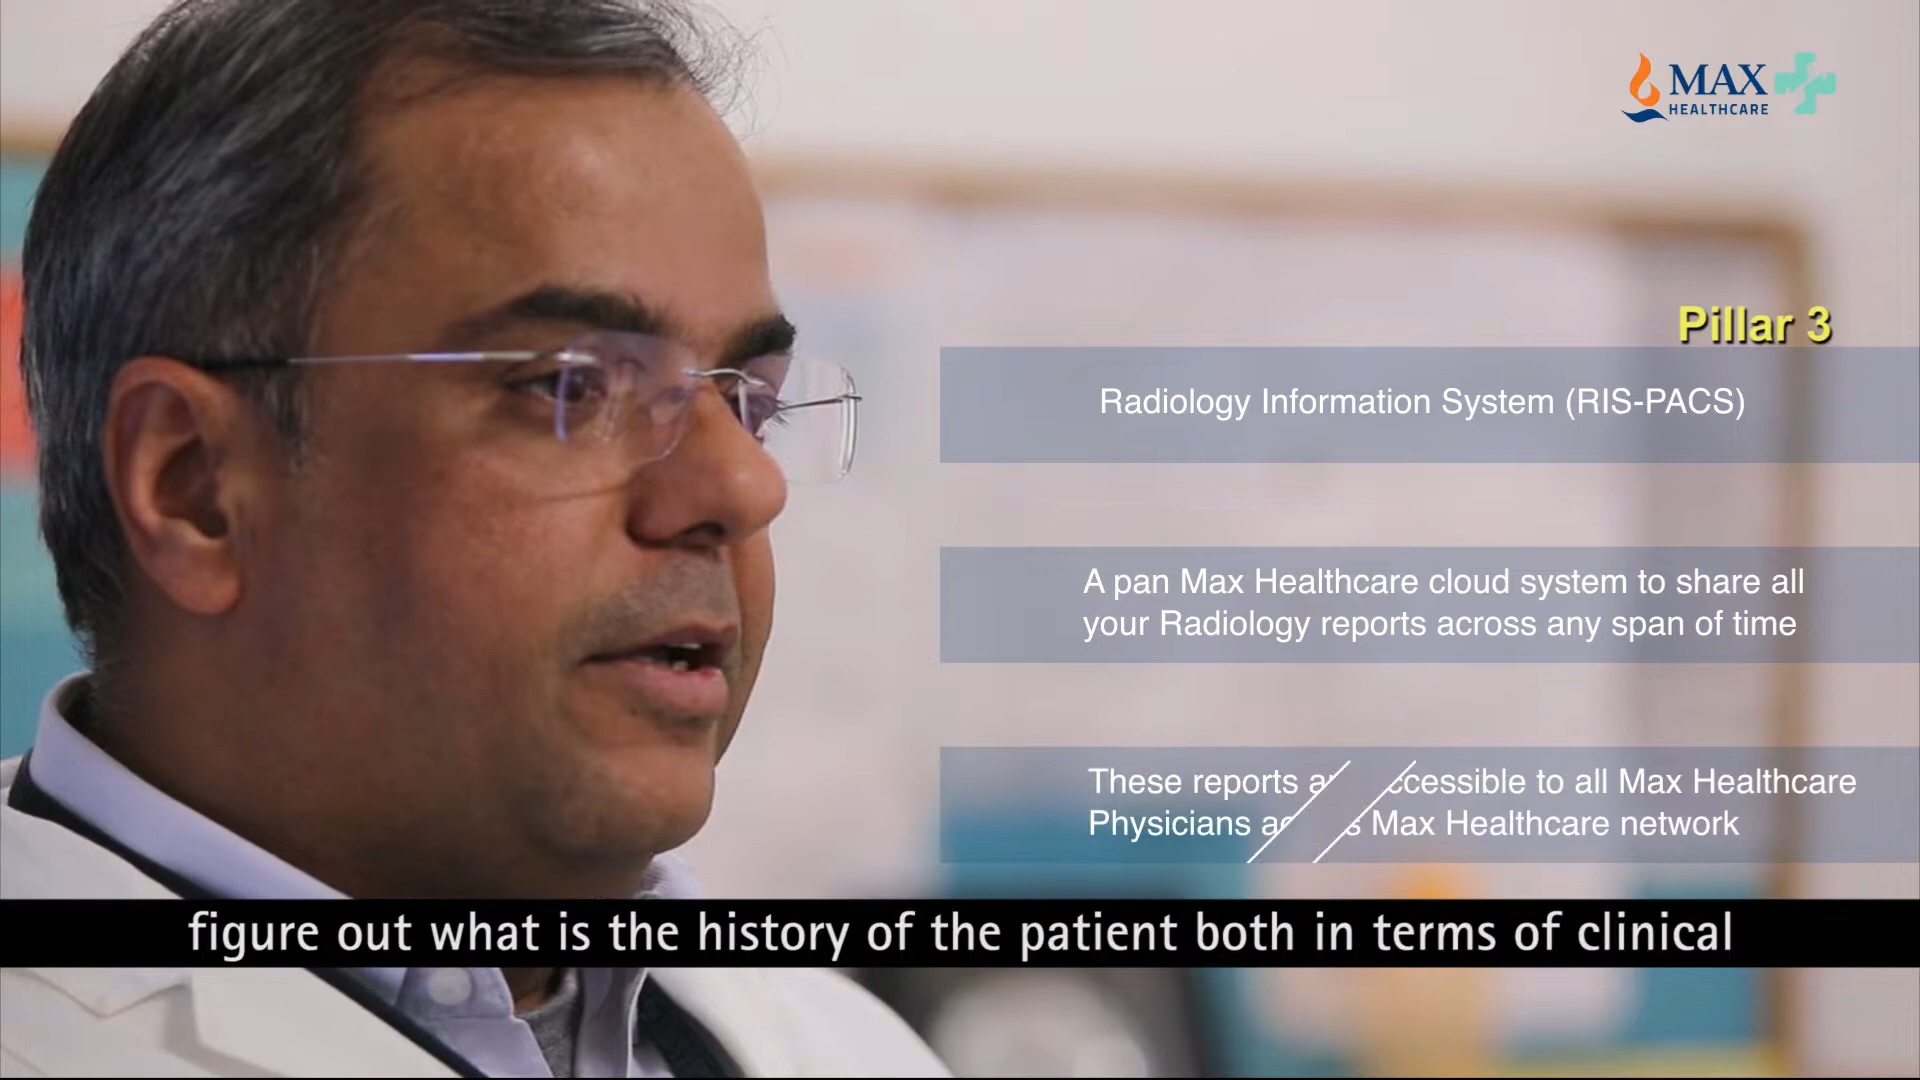 MAX
HEALTHCARE
Pillar 3
Radiology Information System (RIS-PACS)
A pan Max Healthcare cloud system to share all
your Radiology reports across any span of time
These reports accessible to all Max Healthcare
Physicians Max Healthcare network
figure out what is the history of the patient both in terms of clinical